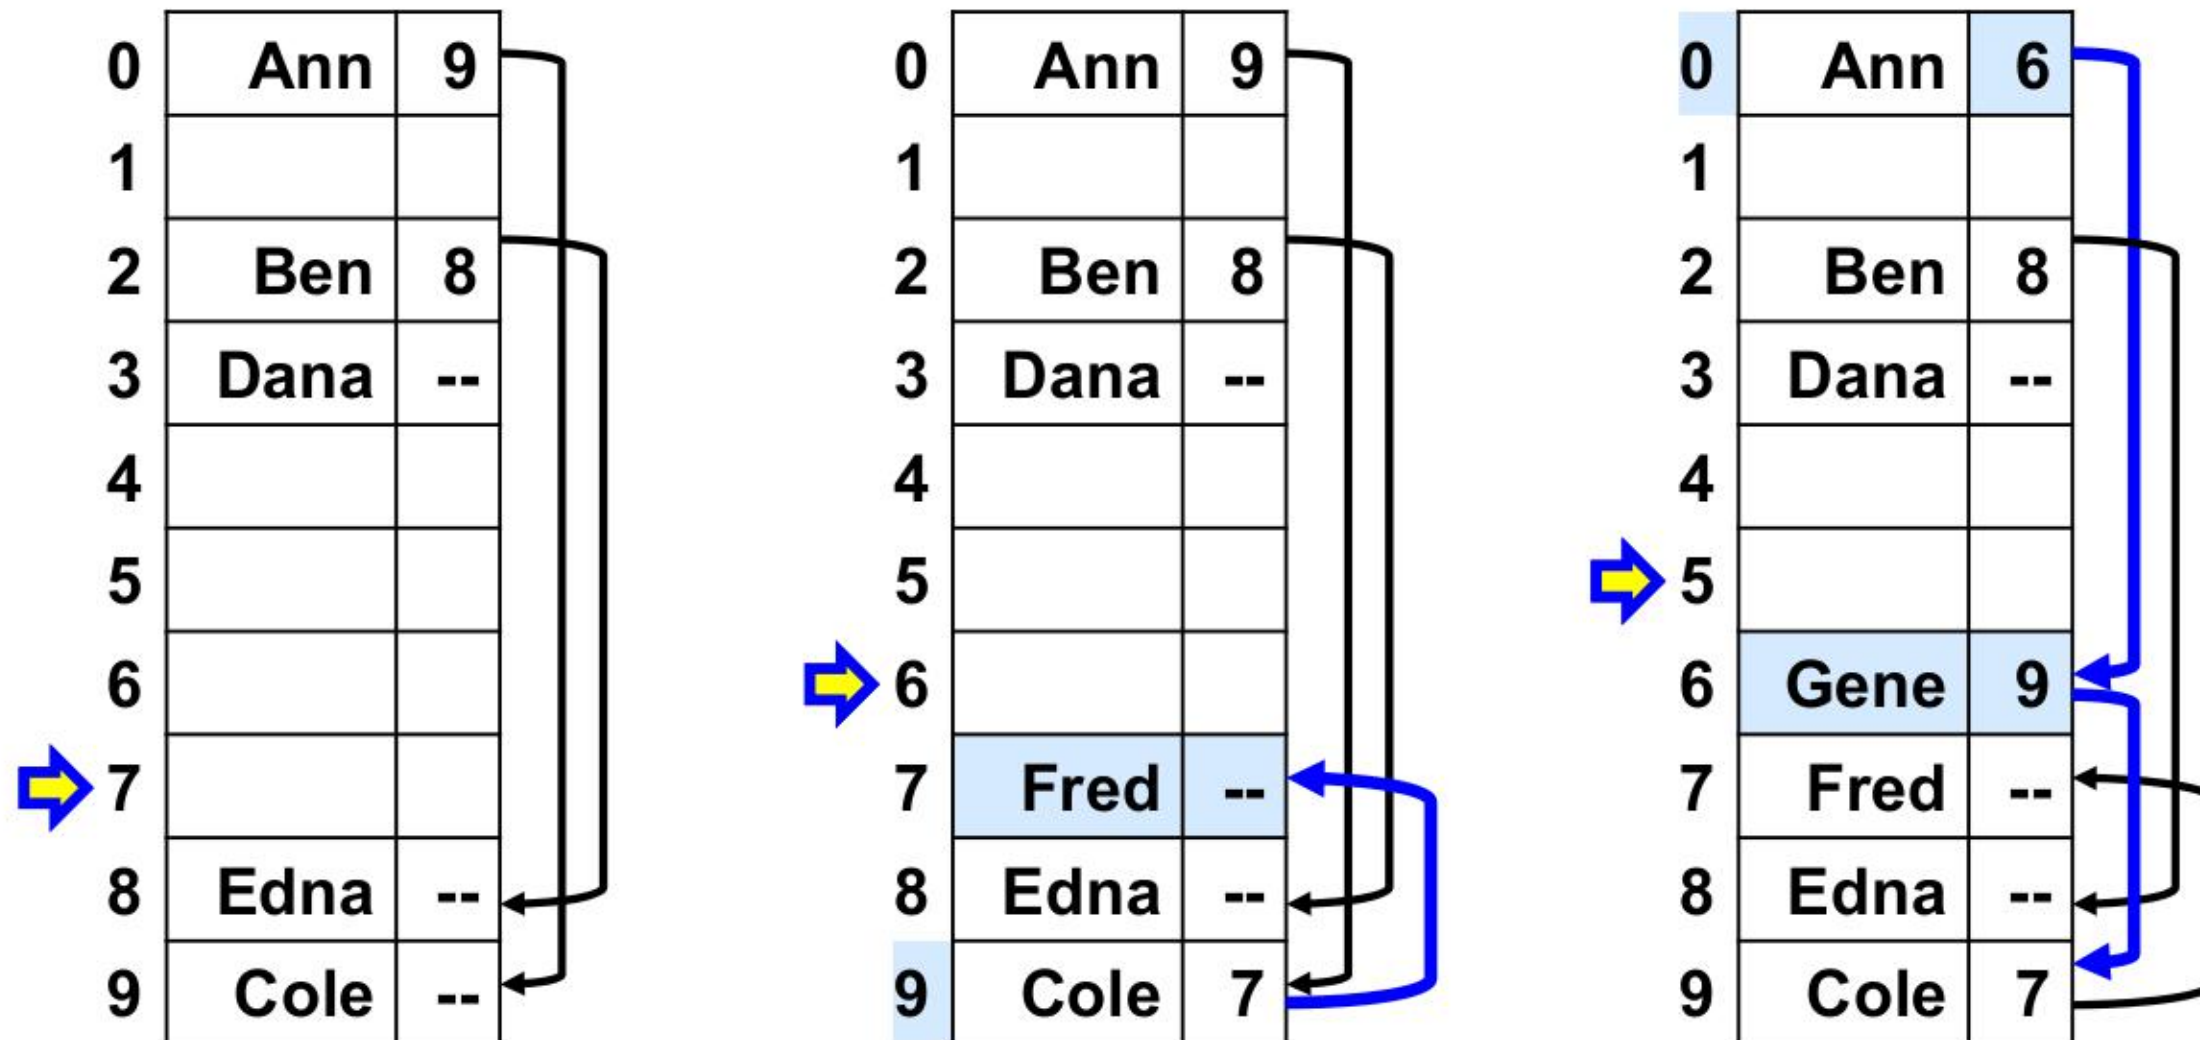 0 Ann 9
1
2 Ben 8
3 Dana --
4
5
6
7
8 Edna --
9 Cole --
0 Ann 9
1
2 Ben 8
3 Dana --
4
5
6
7 Fred --
8 Edna --
9 Cole 7
0 Ann 6
1
2 Ben 8
3 Dana --
4
5
6 Gene 9
7 Fred --
8 Edna --
9 Cole 7